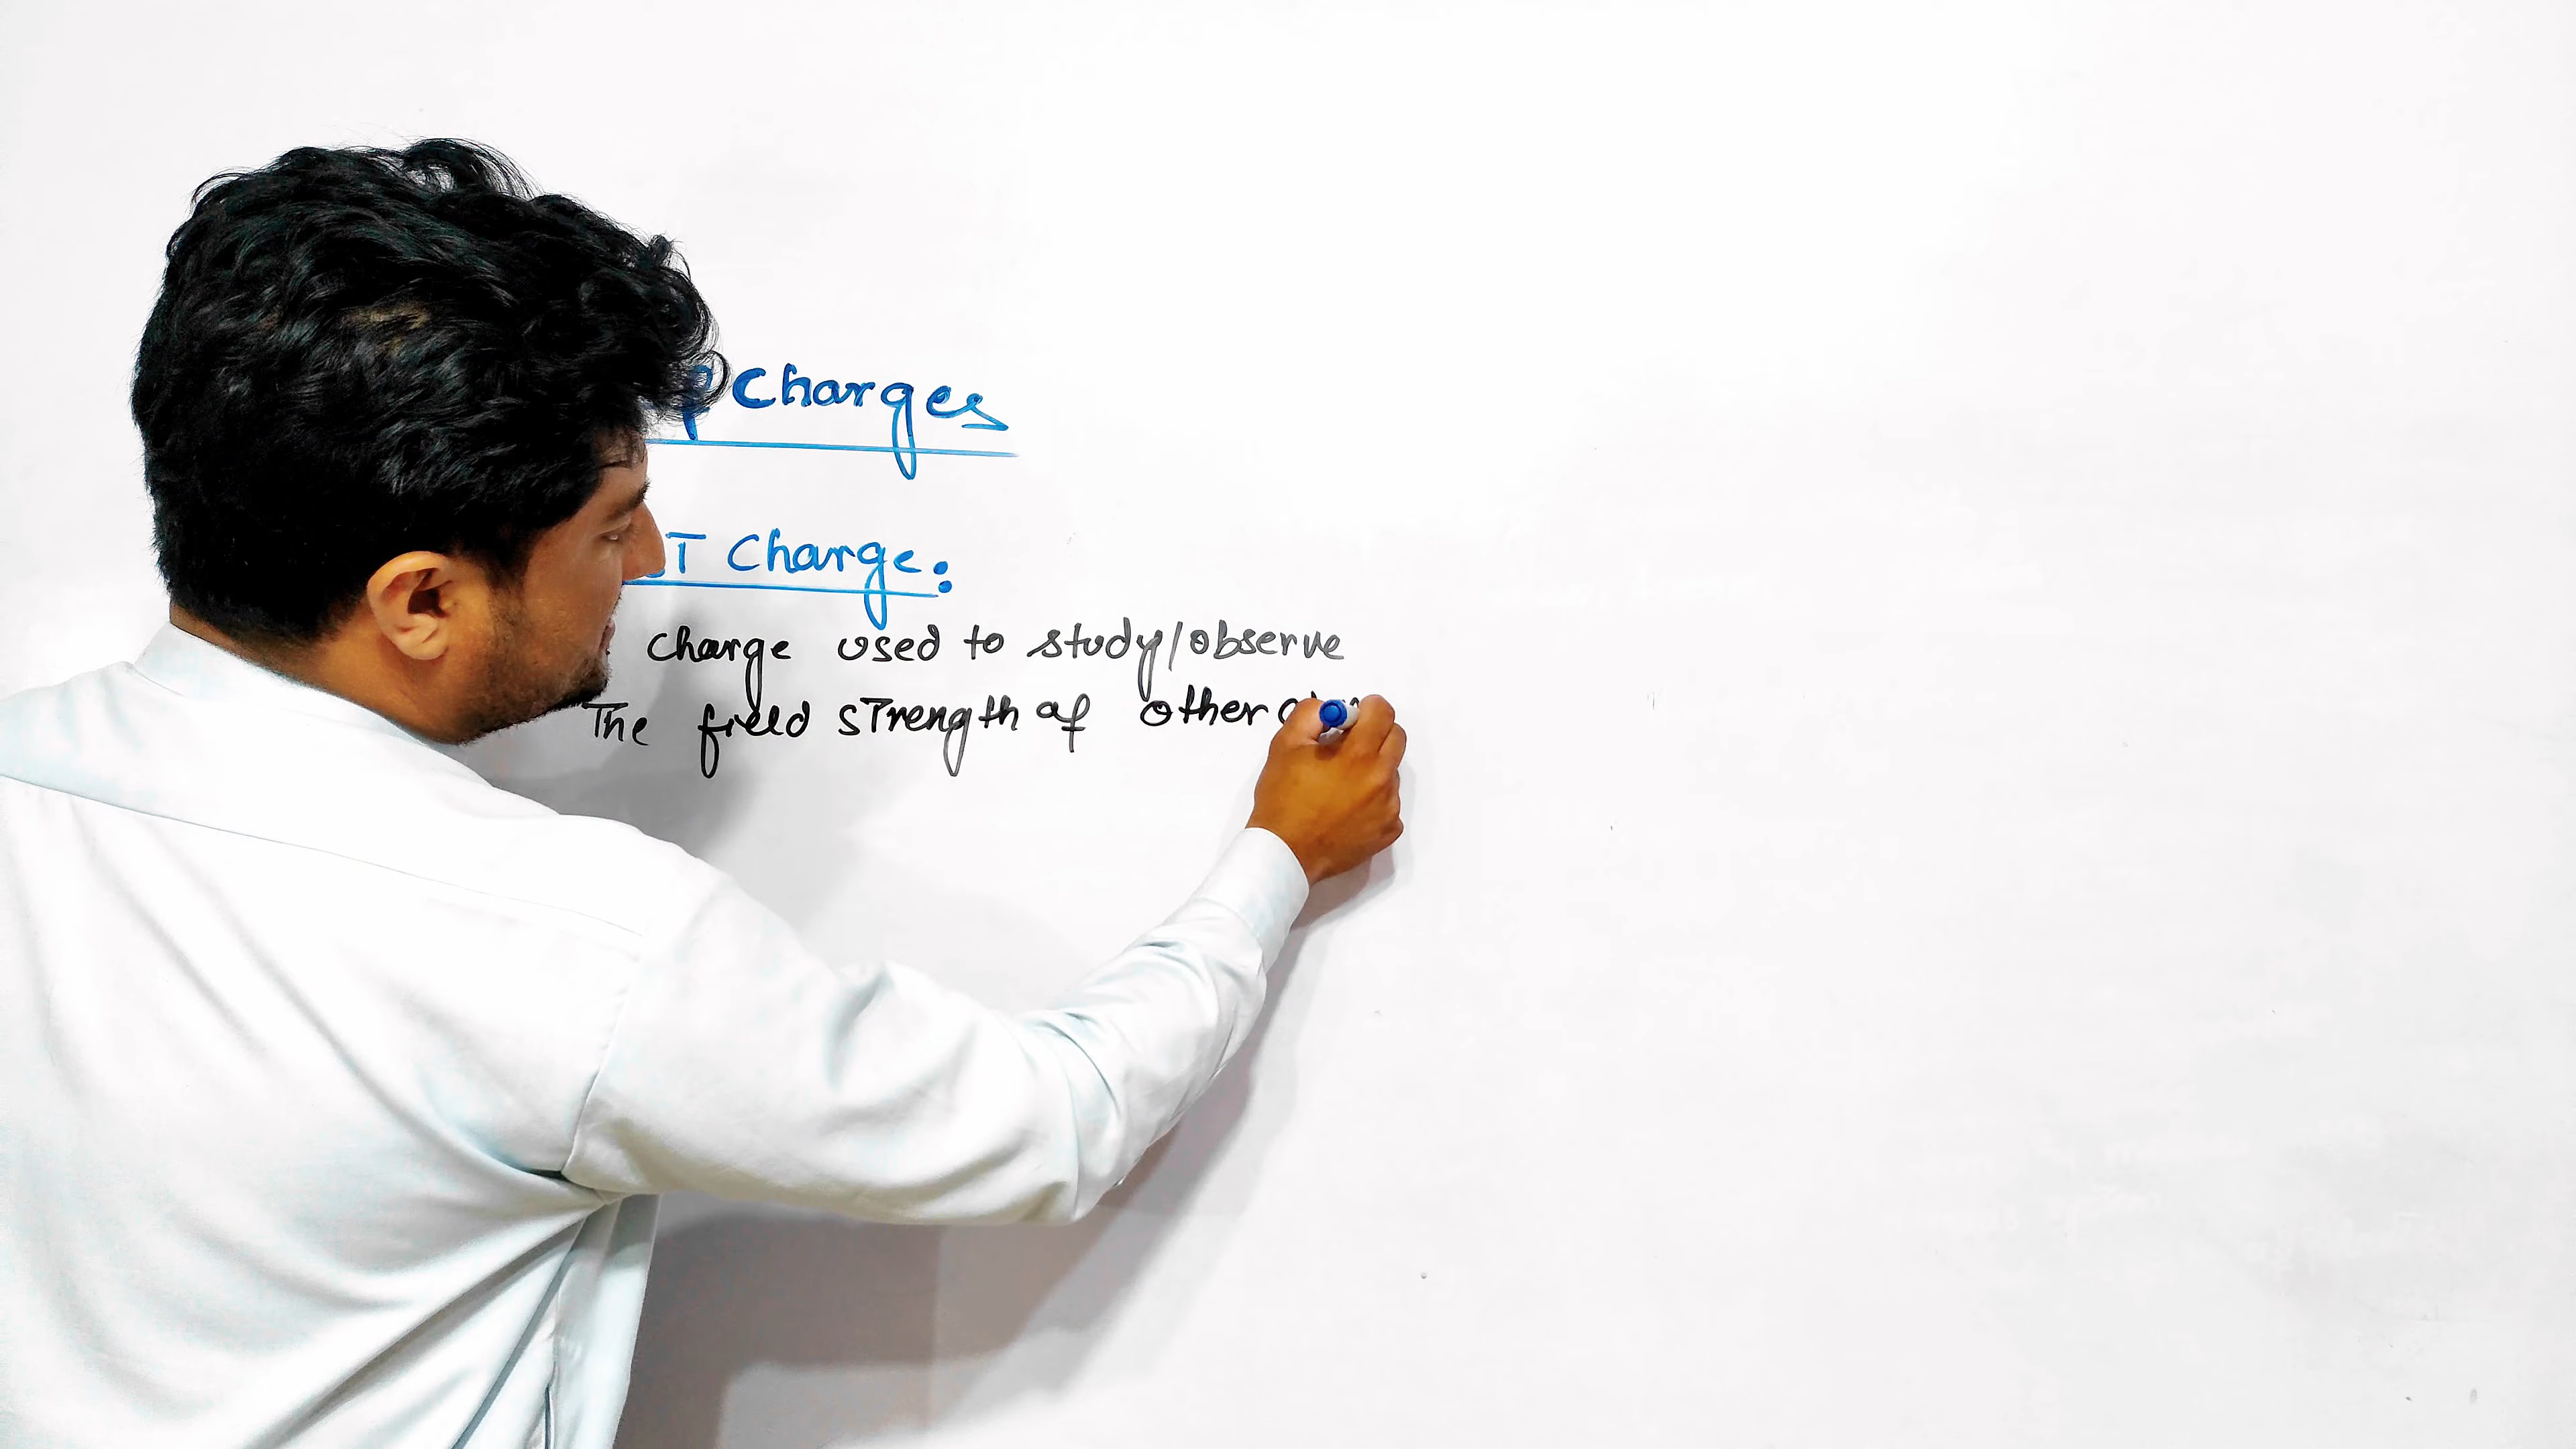 Charges
T Charge:
charge used to study/observe
The field strength of other